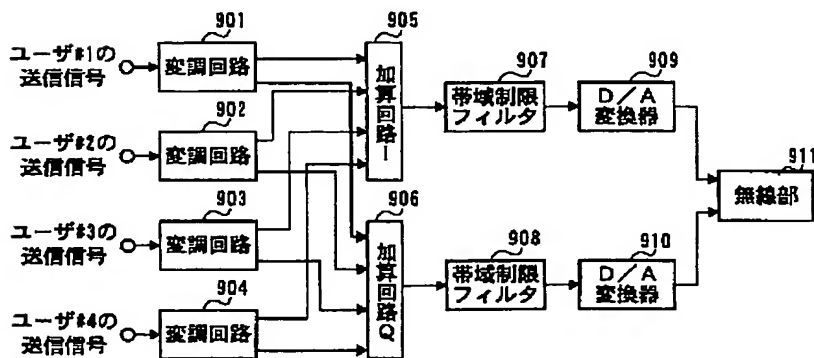 901
ユーザ#1の
送信信号
変調回路
902
ユーザ#2の
送信信号
変調回路
903
ユーザ#3の
送信信号
変調回路
904
ユーザ#4の
送信信号
変調回路
905
加算回路I
906
加算回路Q
907
帯域制限
フィルタ
908
帯域制限
フィルタ
909
D/A
変換器
910
D/A
変換器
911
無線部